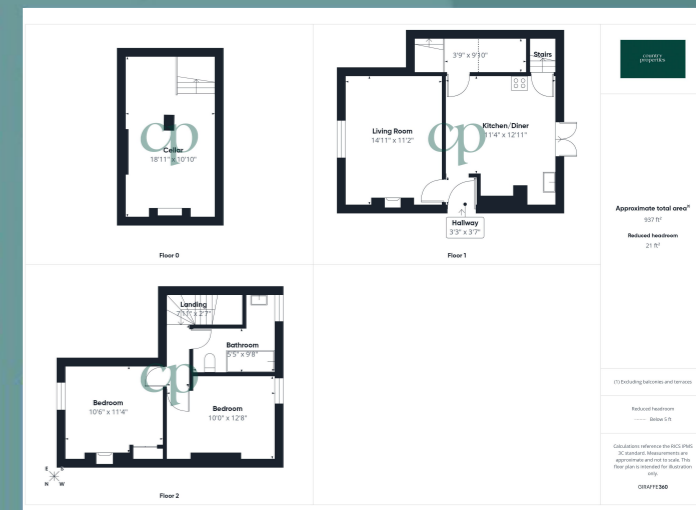 cp
Cellar
18'11" x 10'10"
Floor 0
3'9" x 9'10"
Stairs
cp
Living Room
14'11" x 11'2"
Kitchen/Diner
11'4" x 12'11"
Hallway
3'3" x 3'7"
Floor 1
Landing
7'11" x 2'7"
Bathroom
5'5" x 9'8"
cp
Bedroom
10'6" x 11'4"
Bedroom
10'0" x 12'8"
E S
N W
Floor 2
country
properties
Approximate total area(1)
937 ft²
Reduced headroom
21 ft²
(1) Excluding balconies and terraces
Reduced headroom
Below 5 ft
Calculations reference the RICS IPMS
3C standard. Measurements are
approximate and not to scale. This
floor plan is intended for illustration
only.
GIRAFFE360